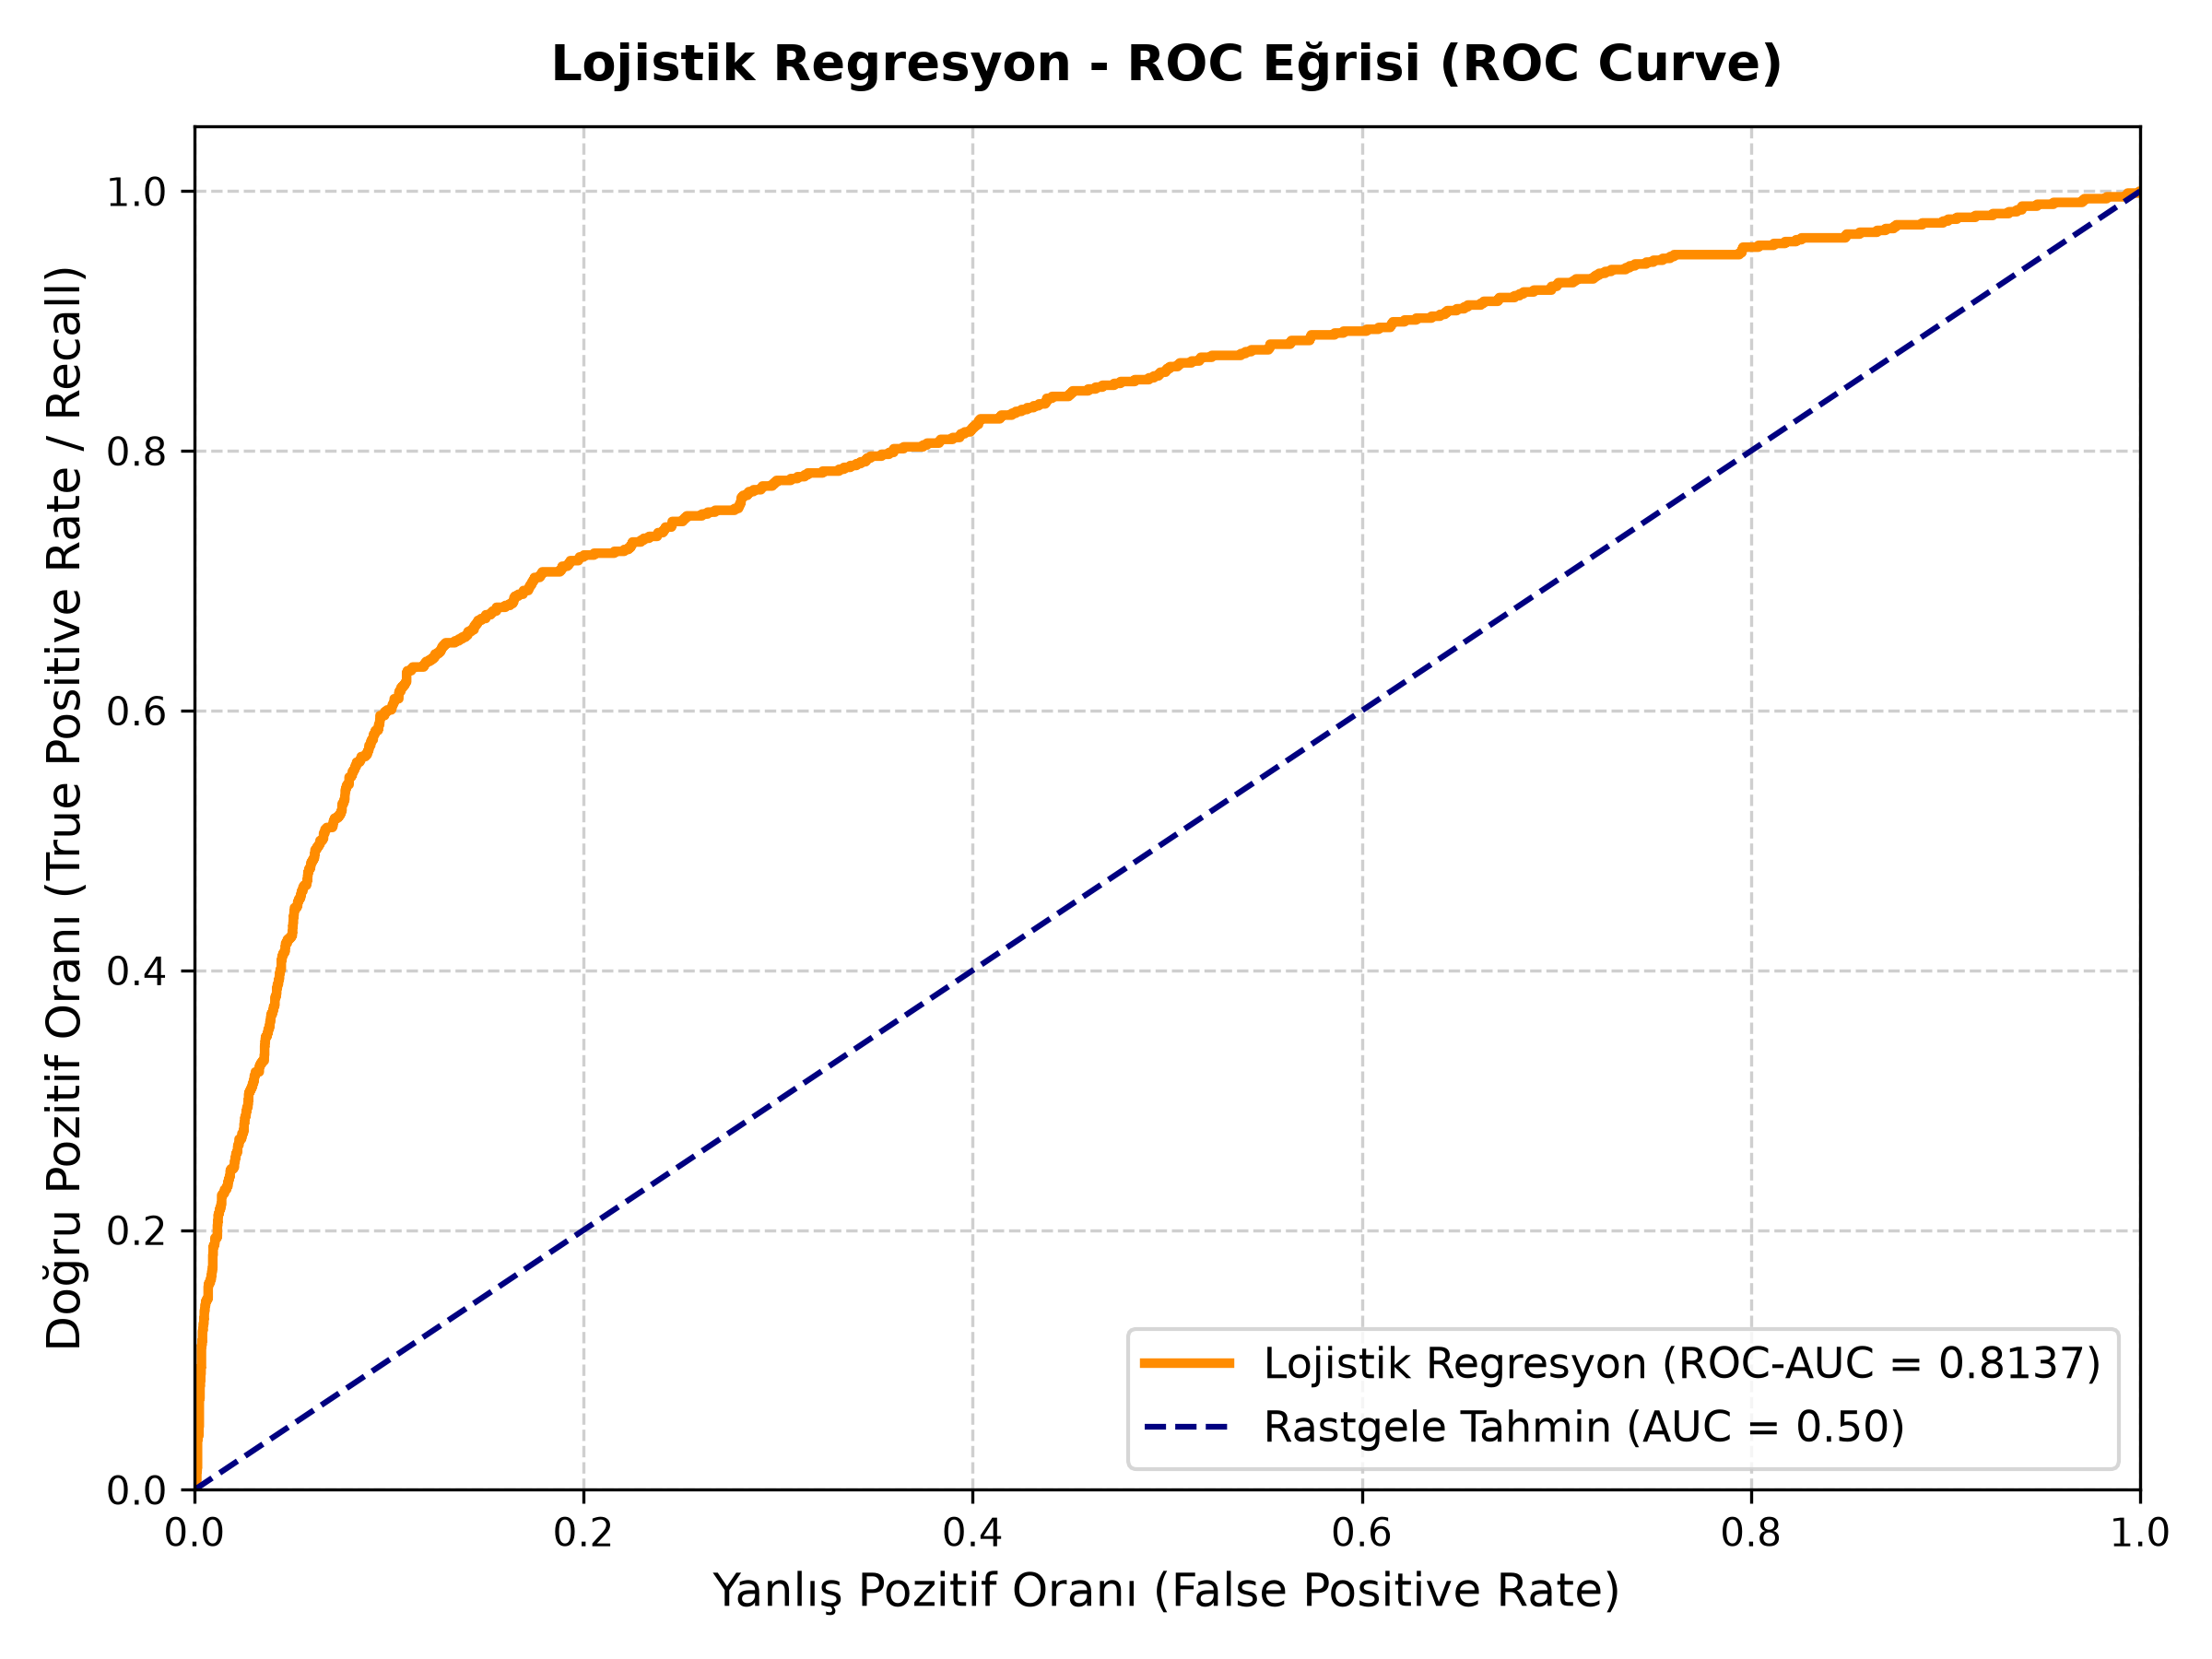 Lojistik Regresyon - ROC Eğrisi (ROC Curve)
Doğru Pozitif Oranı (True Positive Rate / Recall)
1.0
0.8
0.6
0.4
0.2
0.0
0.0 0.2 0.4 0.6 0.8 1.0
Yanlış Pozitif Oranı (False Positive Rate)
Lojistik Regresyon (ROC-AUC = 0.8137)
Rastgele Tahmin (AUC = 0.50)